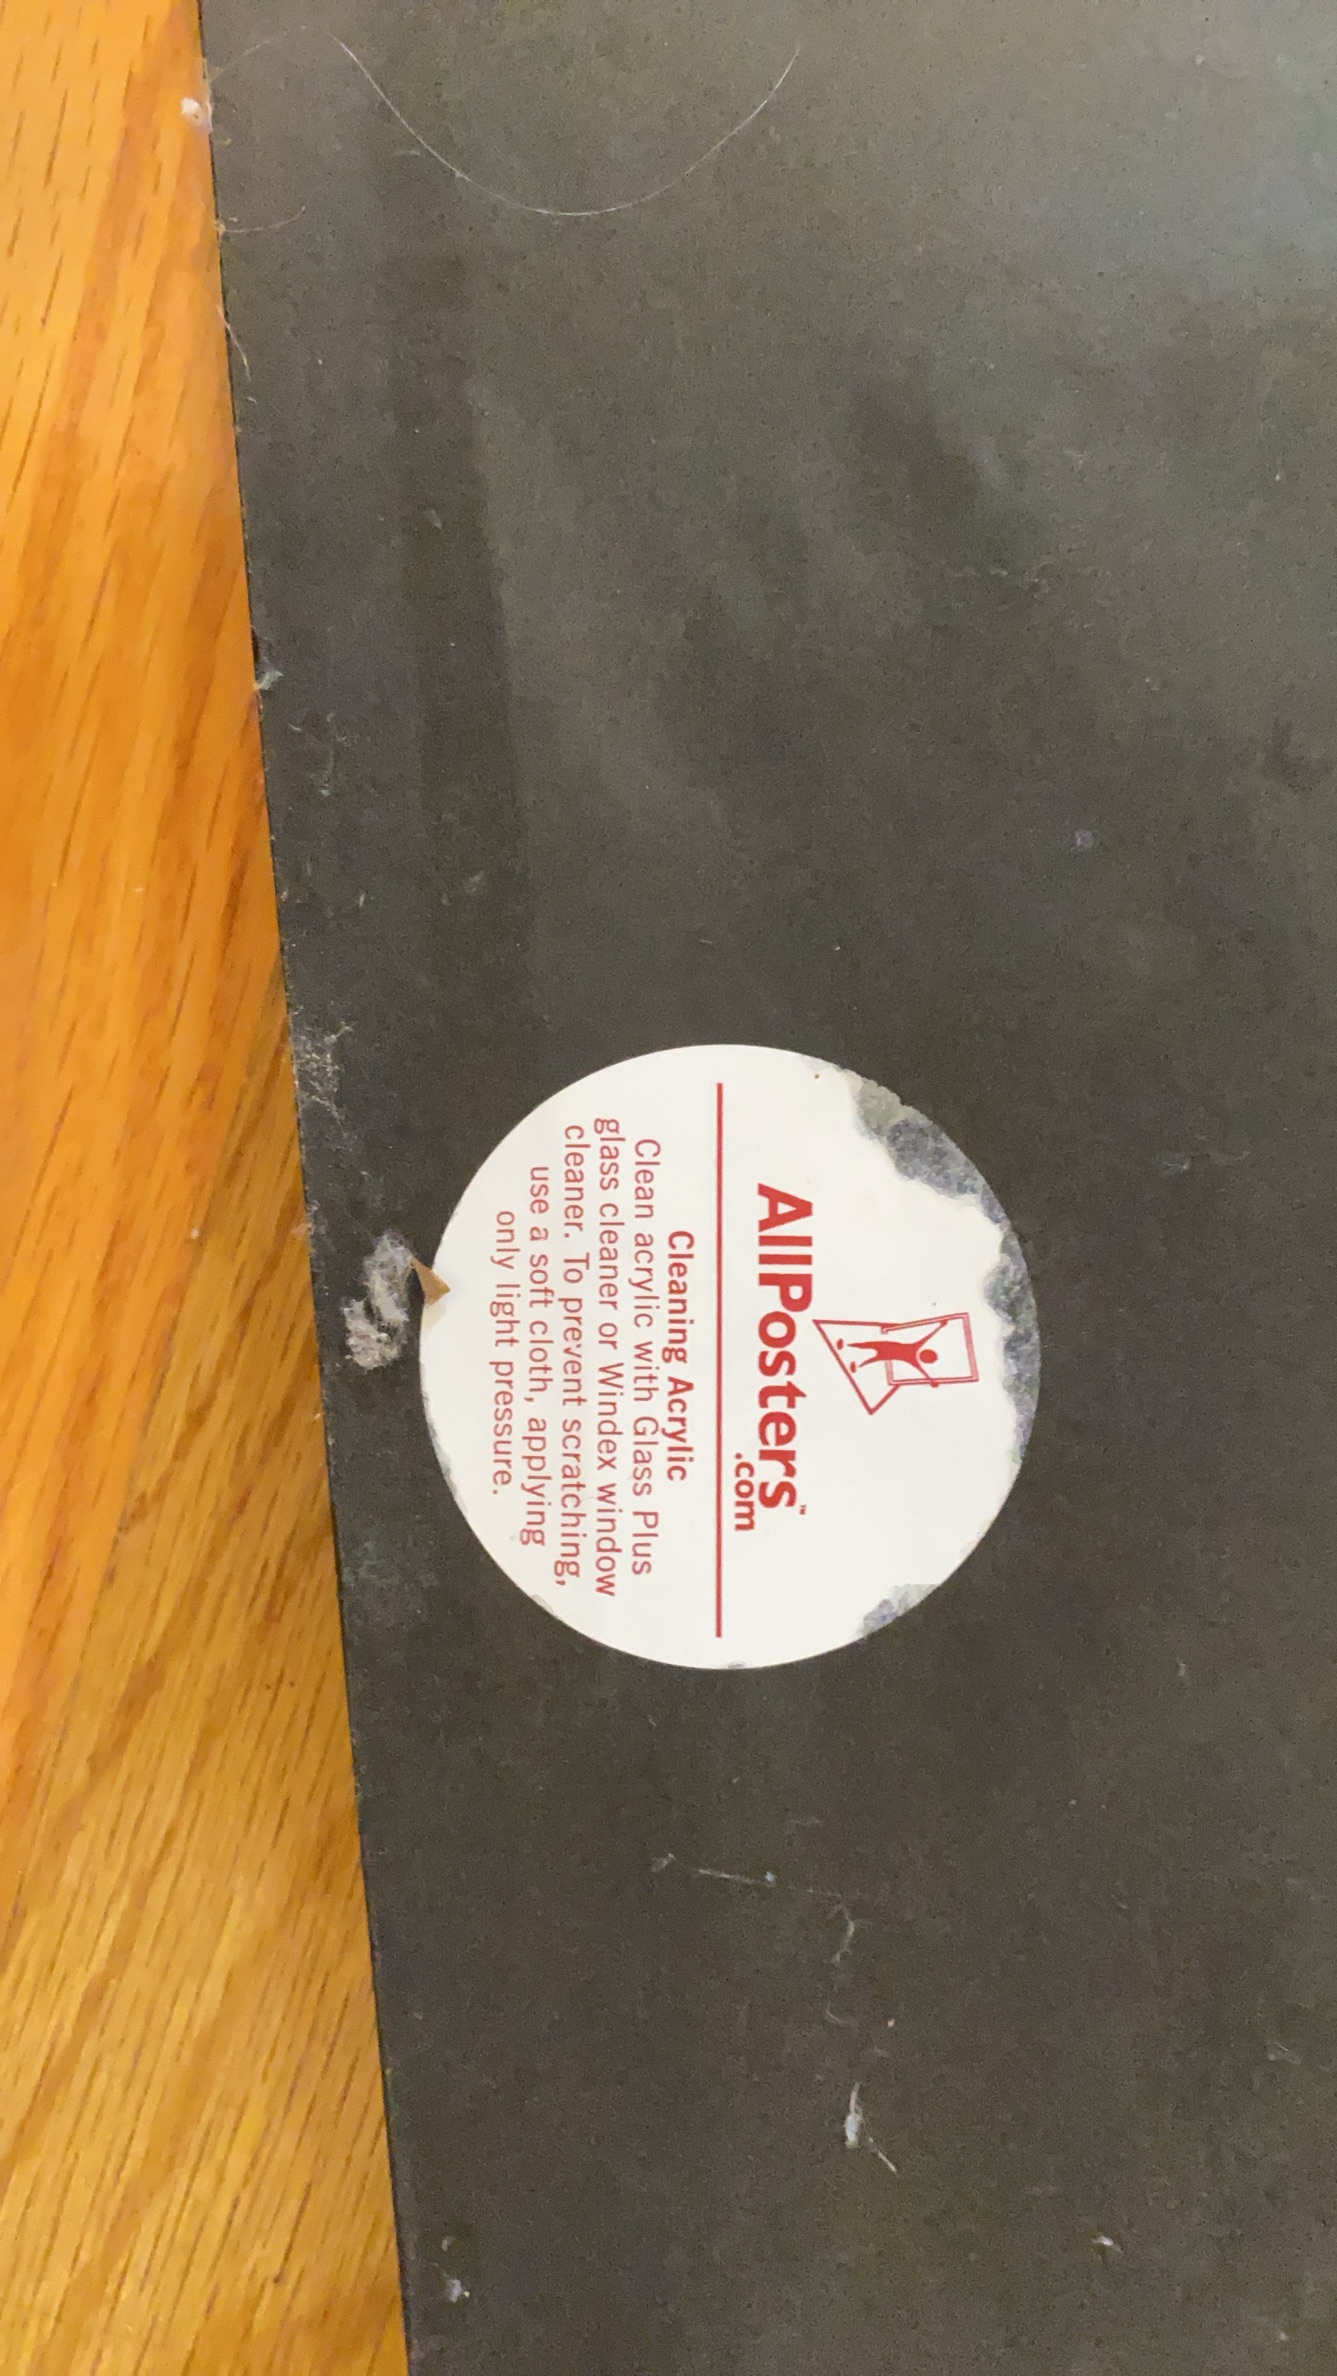 AllPosters™
.com
Cleaning Acrylic
Clean acrylic with Glass Plus
glass cleaner or Windex window
cleaner. To prevent scratching,
use a soft cloth, applying
only light pressure.